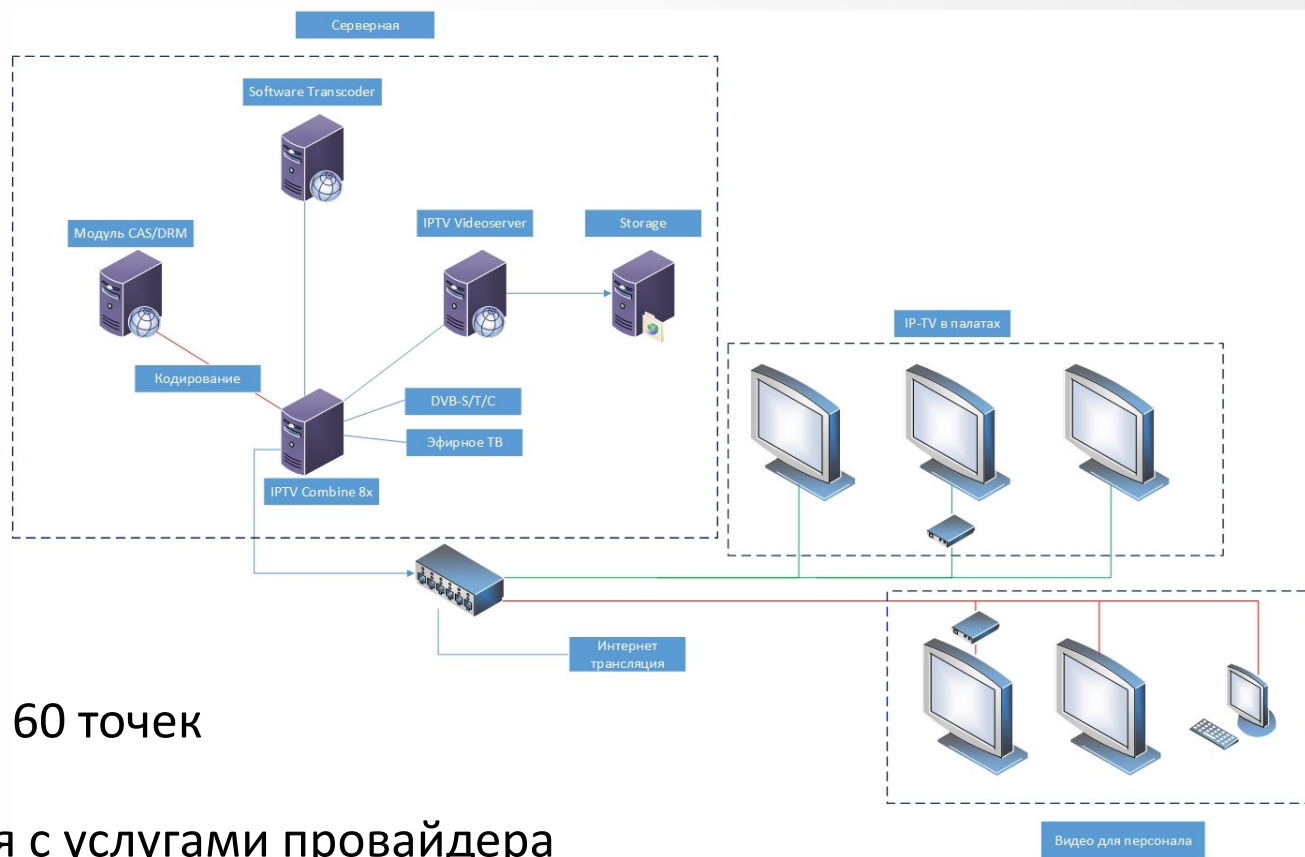 Серверная
Software Transcoder
Модуль CAS/DRM
IPTV Videoserver
Storage
IP-TV в палатах
Кодирование
DVB-S/T/C
Эфирное ТВ
IPTV Combine 8x
Интернет
трансляция
60 точек
я с услугами провайдера
Видео для персонала